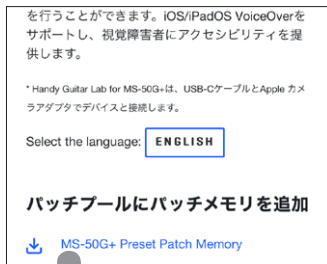 を行うことができます。iOS/iPadOS VoiceOverを
サポートし、視覚障害者にアクセシビリティを提
供します。
* Handy Guitar Lab for MS-50G+は、USB-CケーブルとApple カメ
ラアダプタでデバイスと接続します。
Select the language: ENGLISH
パッチプールにパッチメモリを追加
MS-50G+ Preset Patch Memory